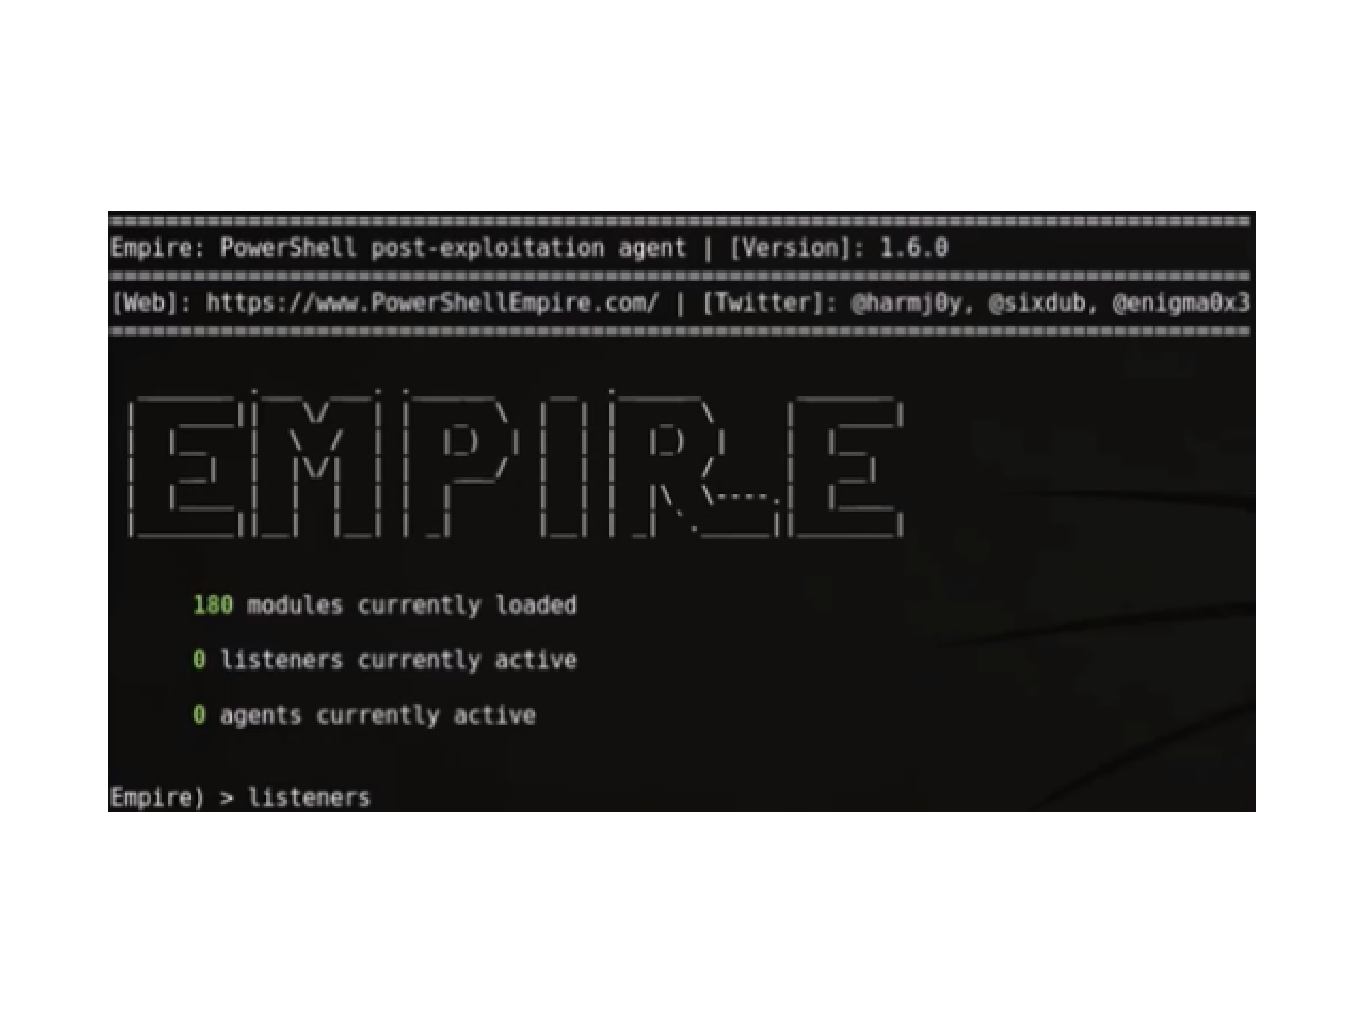 Empire: PowerShell post-exploitation agent | [Version]: 1.6.0
[Web]: https://www.PowerShellEmpire.com/ | [Twitter]: @harmj0y, @sixdub, @enigma0x3
EMPIRE
180 modules currently loaded
0 listeners currently active
0 agents currently active
Empire) > listeners